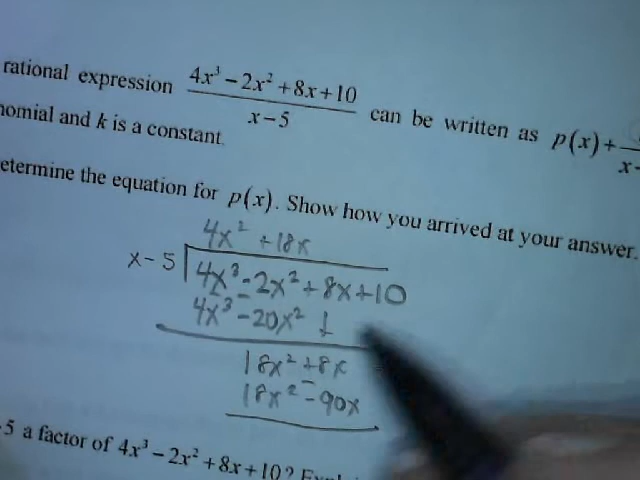 rational expression (4x³ − 2x² + 8x + 10)/(x − 5) can be written as p(x) +
and k is a constant.
the equation for p(x). Show how you arrived at your answer.
4x² + 18x
x − 5 | 4x³ − 2x² + 8x + 10
4x³ − 20x² ↓
18x² + 8x
18x² − 90x
5 a factor of 4x³ − 2x² + 8x + 10?